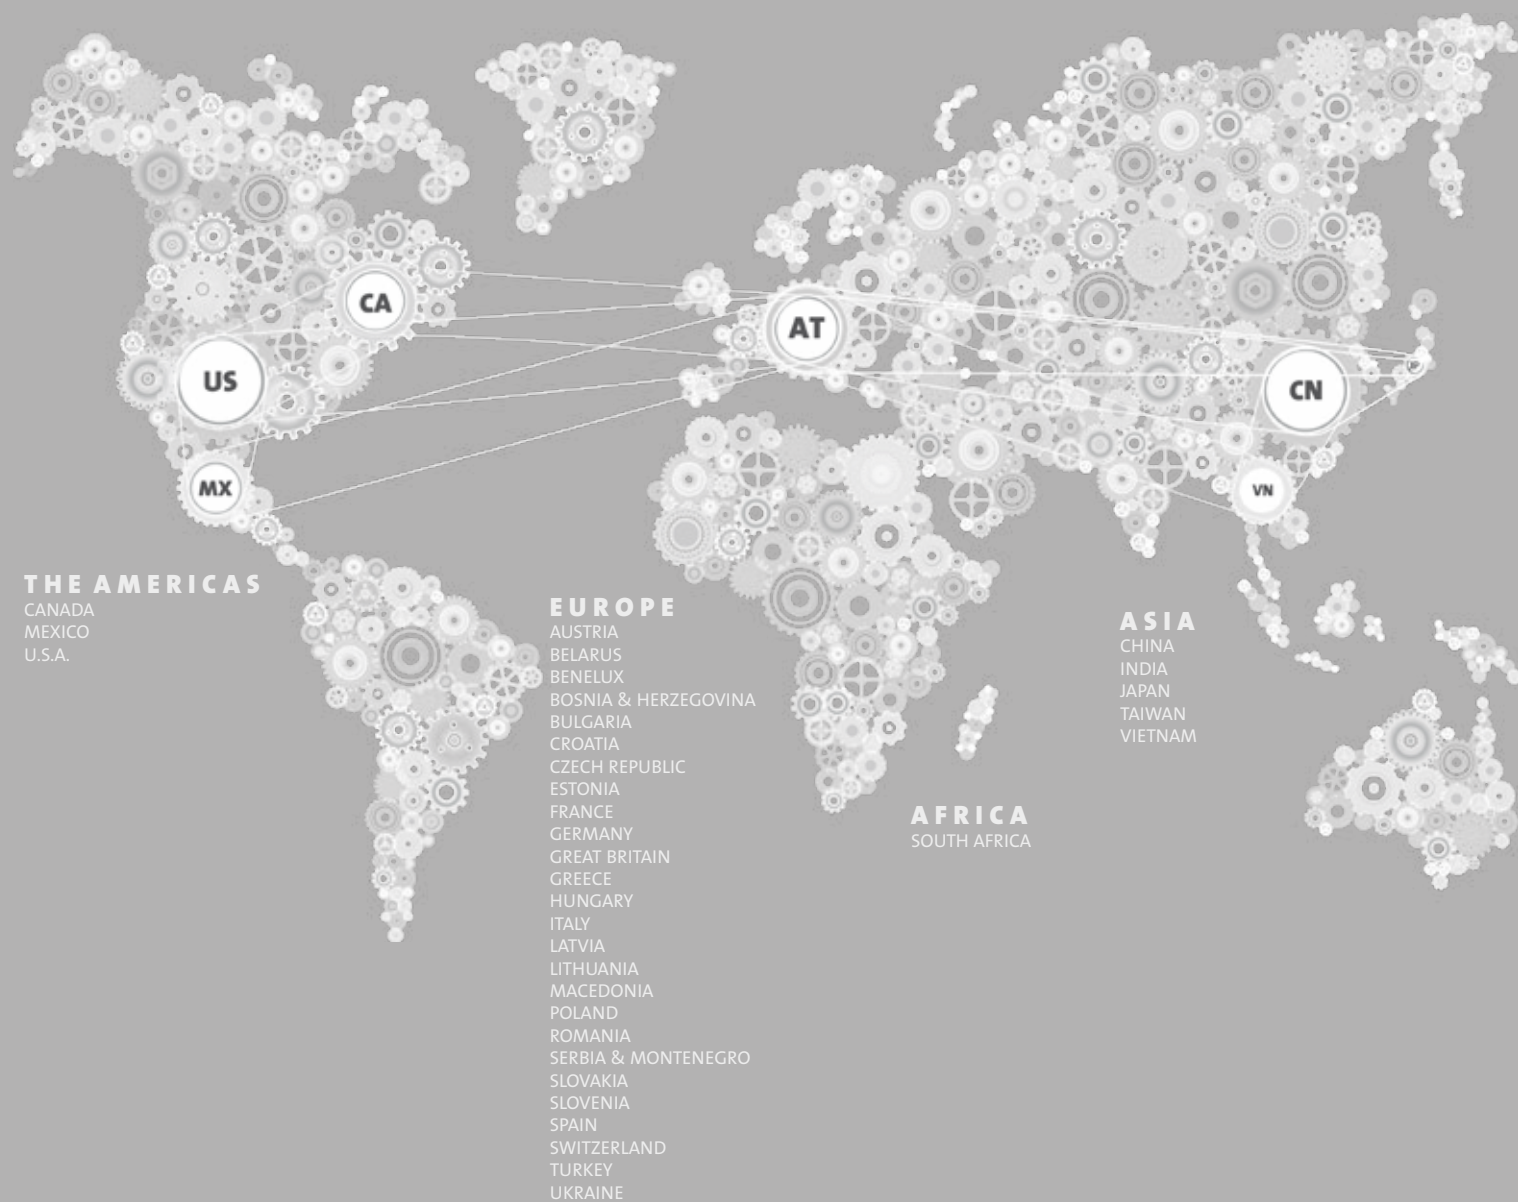 CA
AT
US
CN
MX
VN
THE AMERICAS
CANADA
MEXICO
U.S.A.
EUROPE
AUSTRIA
BELARUS
BENELUX
BOSNIA & HERZEGOVINA
BULGARIA
CROATIA
CZECH REPUBLIC
ESTONIA
FRANCE
GERMANY
GREAT BRITAIN
GREECE
HUNGARY
ITALY
LATVIA
LITHUANIA
MACEDONIA
POLAND
ROMANIA
SERBIA & MONTENEGRO
SLOVAKIA
SLOVENIA
SPAIN
SWITZERLAND
TURKEY
UKRAINE
AFRICA
SOUTH AFRICA
ASIA
CHINA
INDIA
JAPAN
TAIWAN
VIETNAM